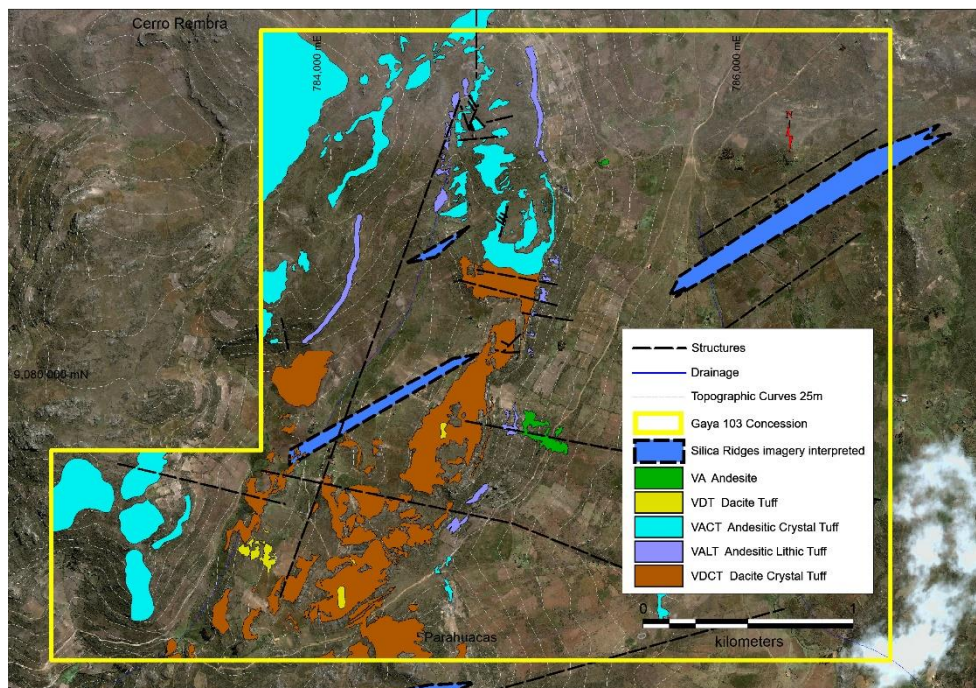 Cerro Rembra
784,000 mE
786,000 mE
N
9,080,000 mN
Structures
Drainage
Topographic Curves 25m
Gaya 103 Concession
Silica Ridges imagery interpreted
VA Andesite
VDT Dacite Tuff
VACT Andesitic Crystal Tuff
VALT Andesitic Lithic Tuff
VDCT Dacite Crystal Tuff
0 1
kilometers
Parahuacas